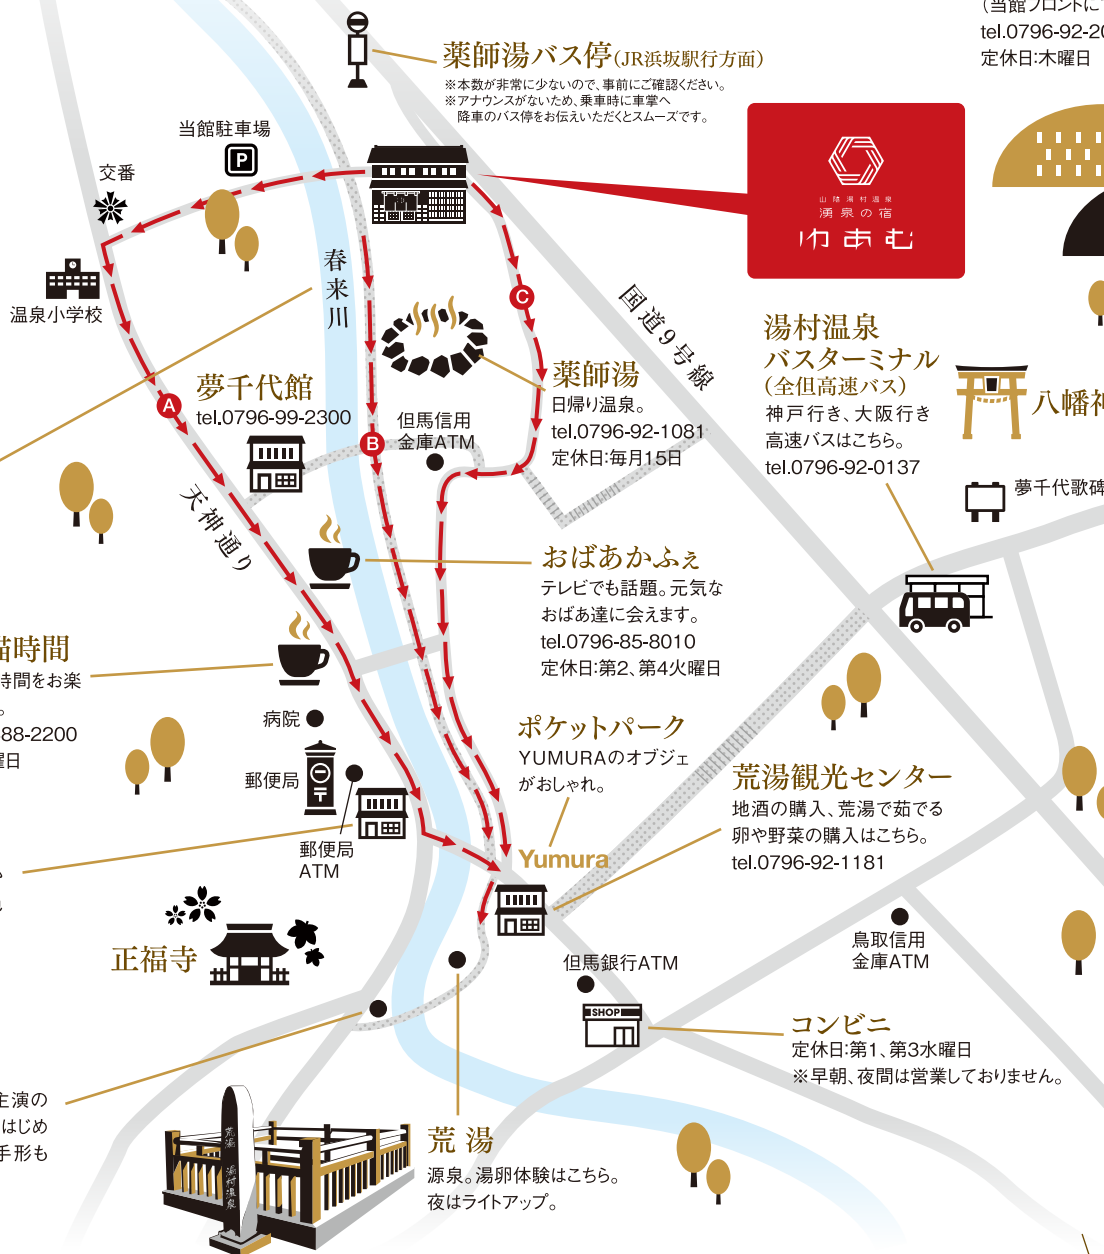 (当館フロントに
tel.0796-92-2
定休日:木曜日
薬師湯バス停(JR浜坂駅行方面)
※本数が非常に少ないので、事前にご確認ください。
※アナウンスがないため、乗車時に車掌へ
降車のバス停をお伝えいただくとスムーズです。
当館駐車場
P
交番
山陰湯村温泉
湧泉の宿
ゆあむ
温泉小学校
春来川
C
国道9号線
湯村温泉
バスターミナル
(全但高速バス)
神戸行き、大阪行き
高速バスはこちら。
tel.0796-92-0137
八幡神
夢千代歌碑
薬師湯
日帰り温泉。
tel.0796-92-1081
定休日:毎月15日
夢千代館
tel.0796-99-2300
A
B
但馬信用
金庫ATM
天神通り
おばあかふぇ
テレビでも話題。元気な
おばあ達に会えます。
tel.0796-85-8010
定休日:第2、第4火曜日
猫時間
時間をお楽
。
88-2200
曜日
病院
郵便局
郵便局
ATM
ポケットパーク
YUMURAのオブジェ
がおしゃれ。
Yumura
荒湯観光センター
地酒の購入、荒湯で茹でる
卵や野菜の購入はこちら。
tel.0796-92-1181
正福寺
鳥取信用
金庫ATM
但馬銀行ATM
SHOP
コンビニ
定休日:第1、第3水曜日
※早朝、夜間は営業しておりません。
主演の
はじめ
手形も
荒湯
湯村温泉
荒湯
源泉。湯卵体験はこちら。
夜はライトアップ。